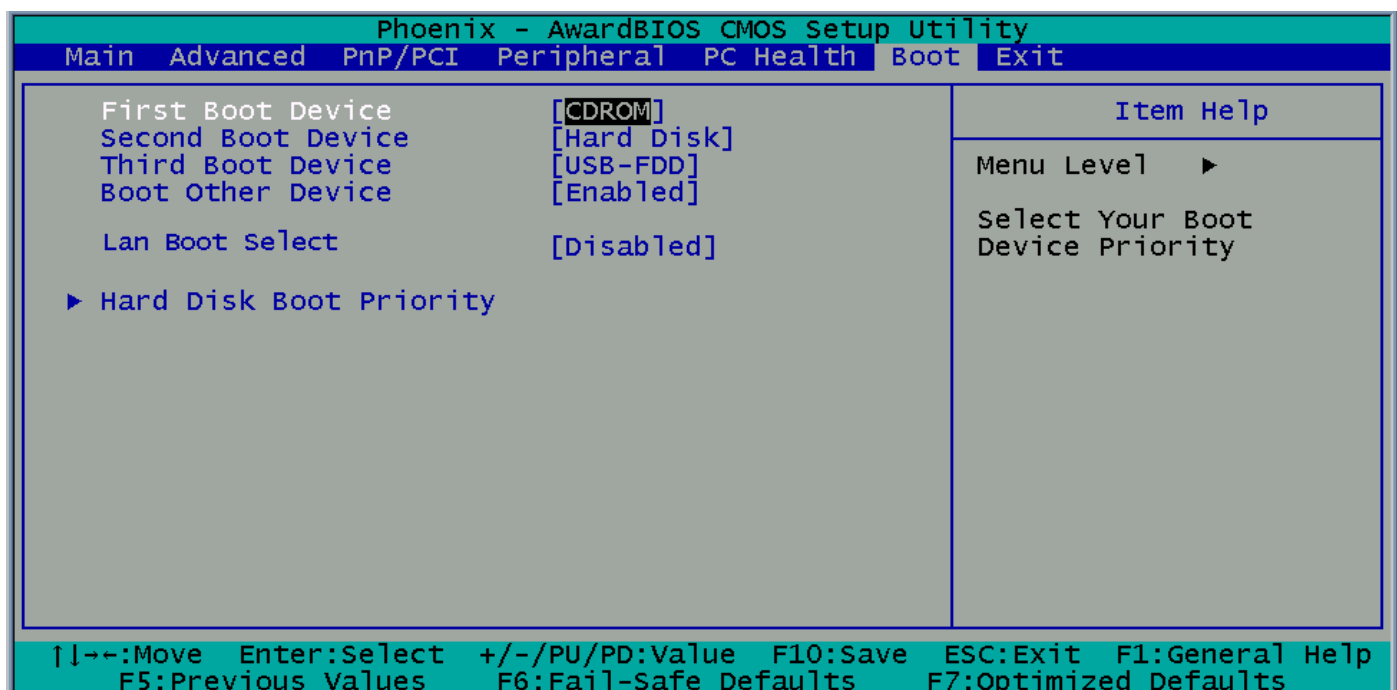 Phoenix - AwardBIOS CMOS Setup Utility
Main Advanced PnP/PCI Peripheral PC Health Boot Exit
First Boot Device [CDROM]
Second Boot Device [Hard Disk]
Third Boot Device [USB-FDD]
Boot Other Device [Enabled]
Lan Boot Select [Disabled]
▶ Hard Disk Boot Priority
Item Help
Menu Level ▶
Select Your Boot
Device Priority
↑↓→←:Move Enter:Select +/-/PU/PD:Value F10:Save ESC:Exit F1:General Help
F5:Previous Values F6:Fail-Safe Defaults F7:Optimized Defaults